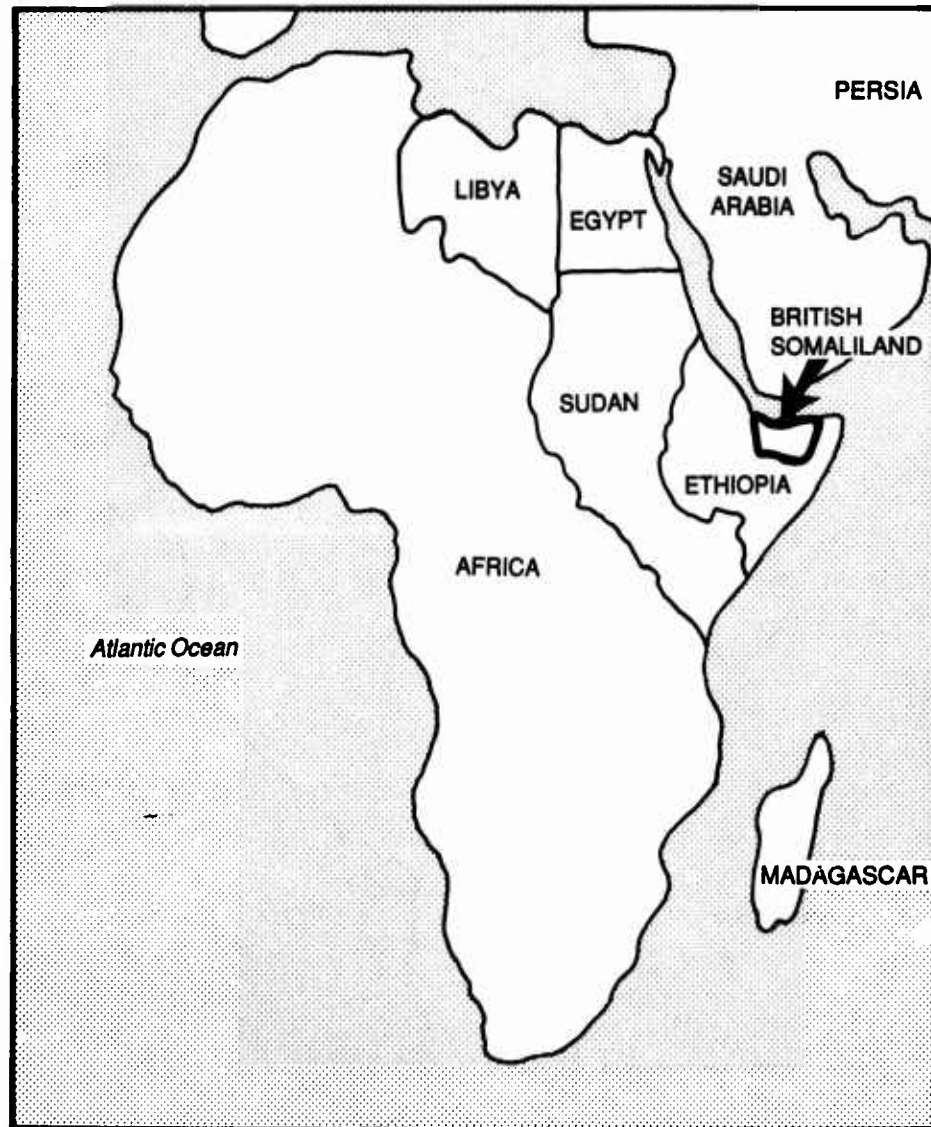 PERSIA
LIBYA
EGYPT
SAUDI
ARABIA
BRITISH
SOMALILAND
SUDAN
ETHIOPIA
AFRICA
Atlantic Ocean
MADAGASCAR